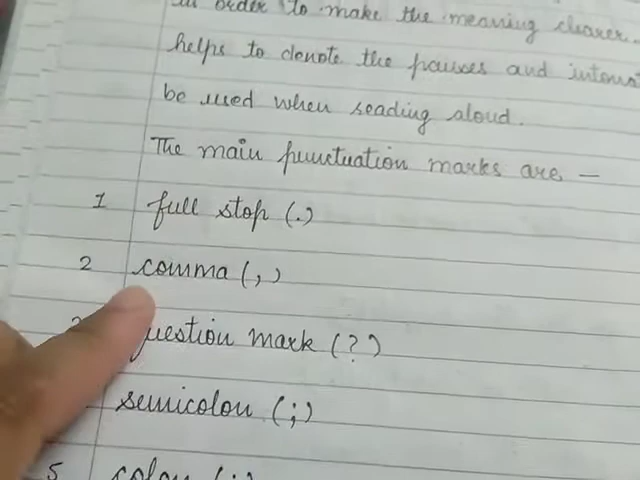 in order to make the meaning clearer.
helps to denote the pauses and
be used when reading aloud.
The main punctuation marks are —
1 full stop (.)
2 comma (,)
question mark (?)
semicolon (;)
5 colon (:)